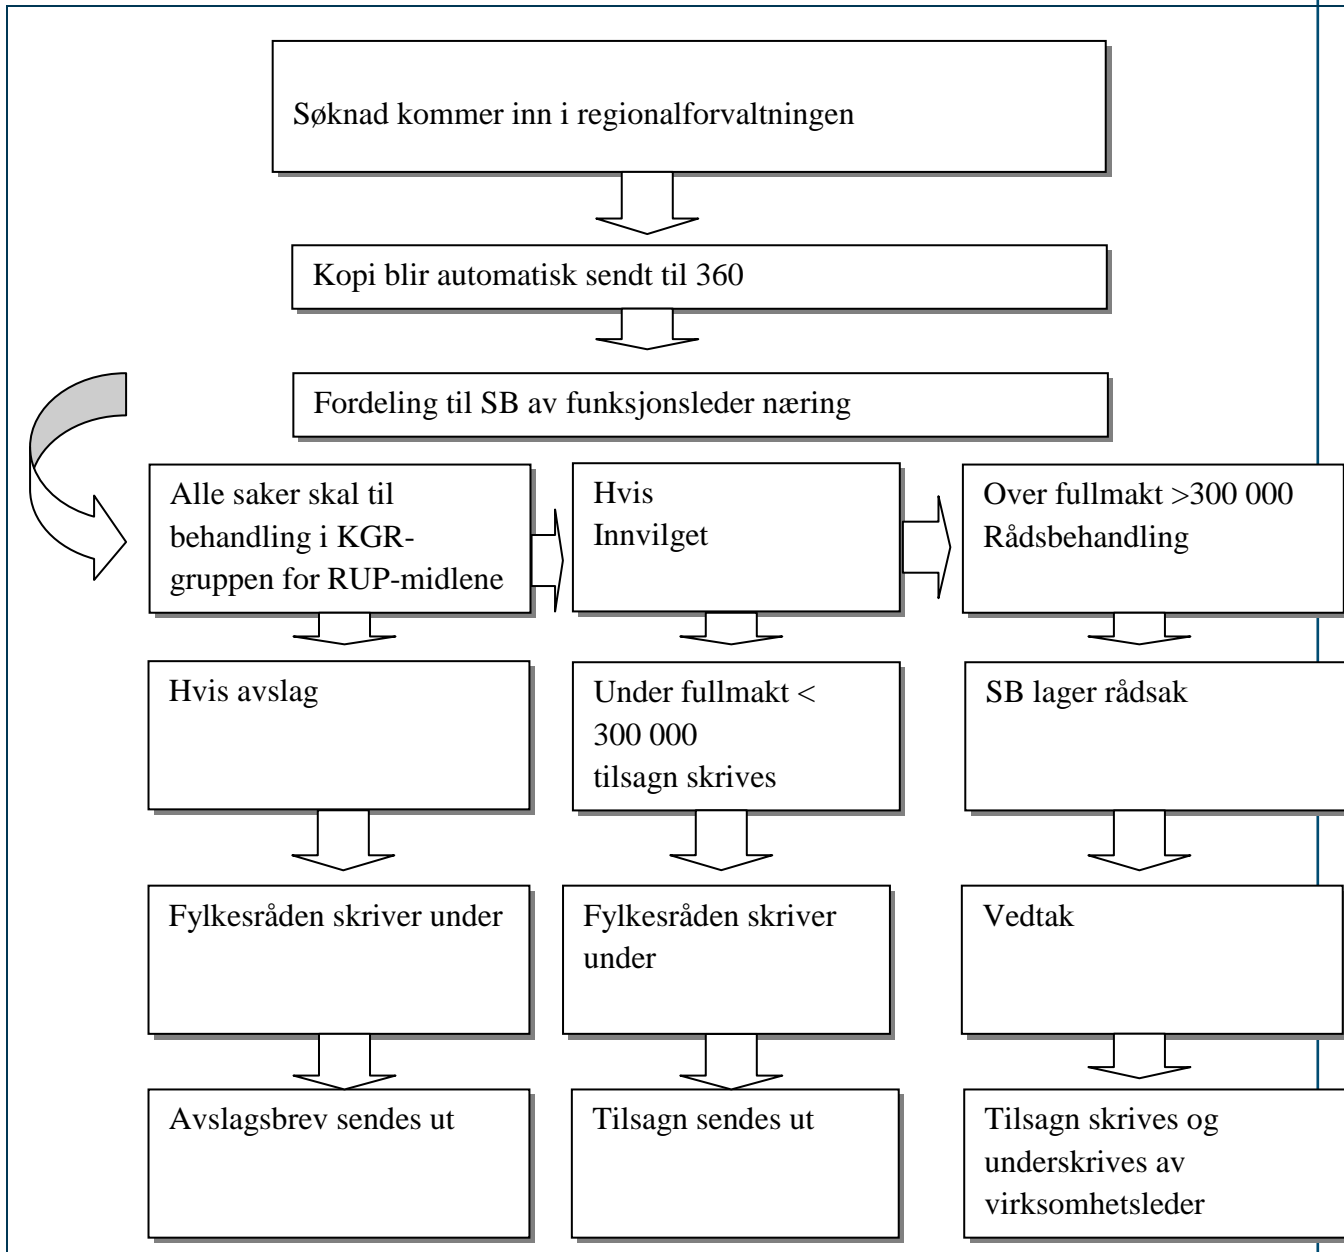 Søknad kommer inn i regionalforvaltningen
Kopi blir automatisk sendt til 360
Fordeling til SB av funksjonsleder næring
Alle saker skal til
behandling i KGR-
gruppen for RUP-midlene
Hvis
Innvilget
Over fullmakt >300 000
Rådsbehandling
Hvis avslag
Under fullmakt <
300 000
tilsagn skrives
SB lager rådsak
Fylkesråden skriver under
Fylkesråden skriver
under
Vedtak
Avslagsbrev sendes ut
Tilsagn sendes ut
Tilsagn skrives og
underskrives av
virksomhetsleder